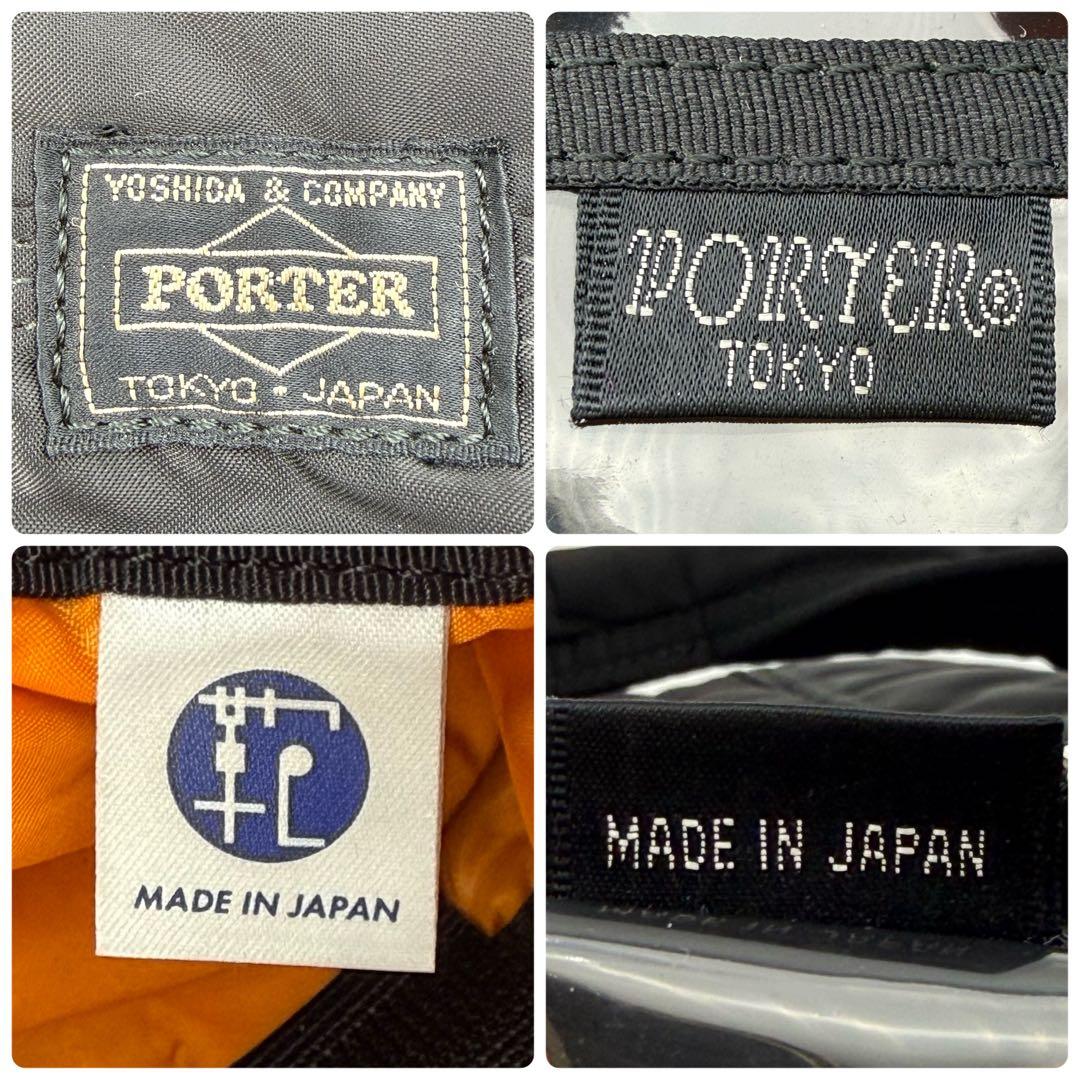 YOSHIDA & COMPANY
PORTER
TOKYO · JAPAN
PORTER®
TOKYO
MADE IN JAPAN
MADE IN JAPAN